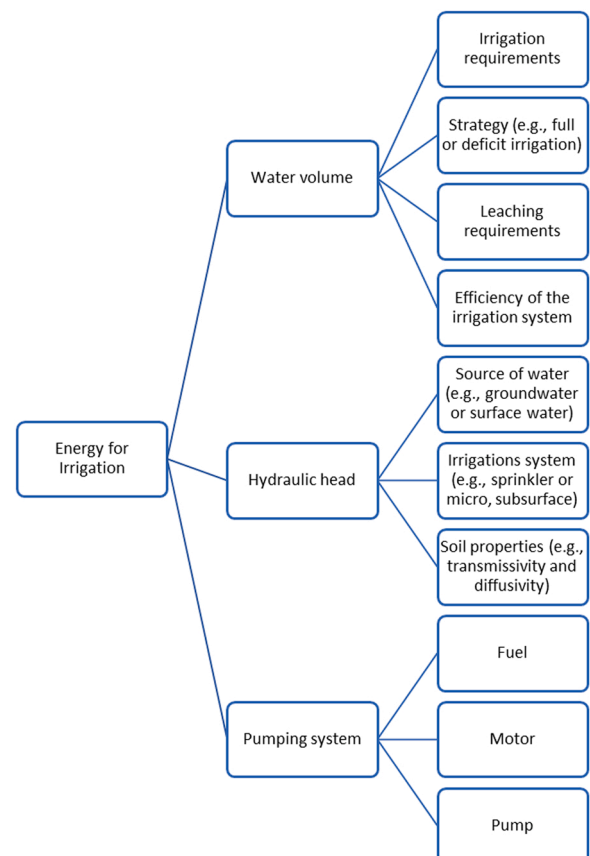 Irrigation
requirements
Strategy (e.g., full
or deficit irrigation)
Water volume
Leaching
requirements
Efficiency of the
irrigation system
Source of water
(e.g., groundwater
or surface water)
Energy for
Irrigation
Hydraulic head
Irrigations system
(e.g., sprinkler or
micro, subsurface)
Soil properties (e.g.,
transmissivity and
diffusivity)
Fuel
Pumping system
Motor
Pump